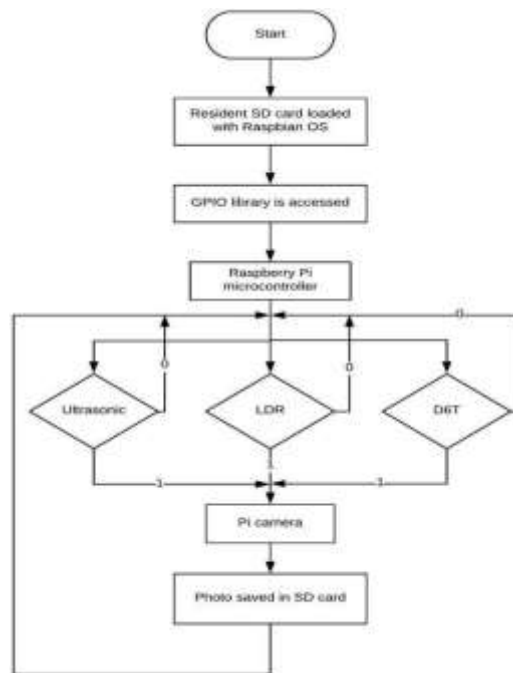 Start
Resident SD card loaded
with Raspbian OS
GPIO library is accessed
Raspberry Pi
microcontroller
0
0
0
Ultrasonic
LDR
D6T
1
1
1
Pi camera
Photo saved in SD card